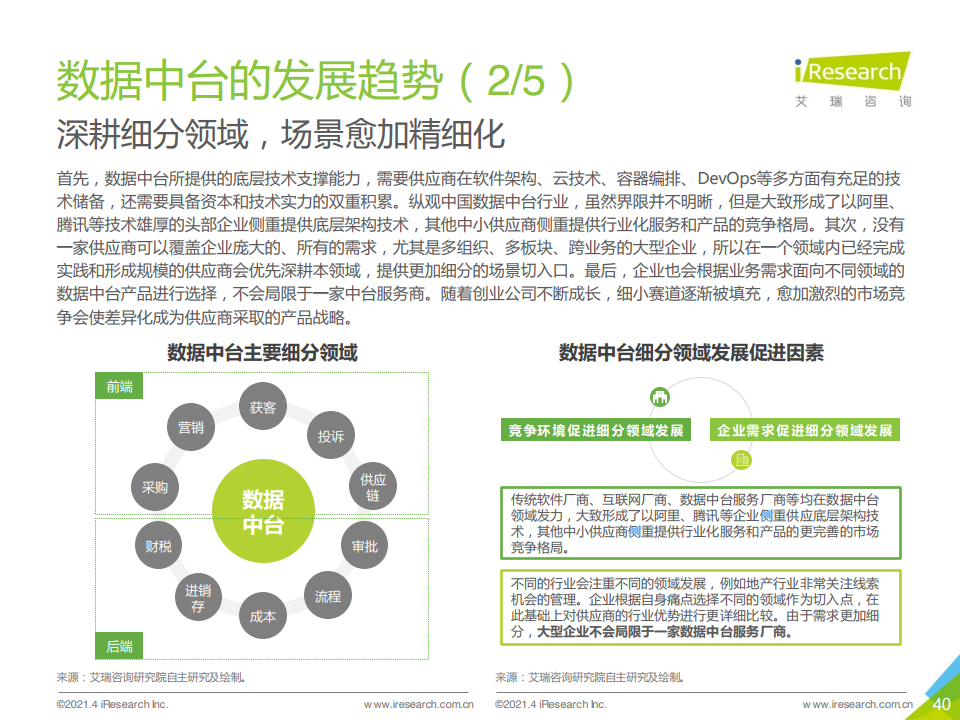 数据中台的发展趋势（2/5）
iResearch
艾 瑞 咨 询
深耕细分领域，场景愈加精细化
首先，数据中台所提供的底层技术支撑能力，需要供应商在软件架构、云技术、容器编排、DevOps等多方面有充足的技
术储备，还需要具备资本和技术实力的双重积累。纵观中国数据中台行业，虽然界限并不明晰，但是大致形成了以阿里、
腾讯等技术雄厚的头部企业侧重提供底层架构技术，其他中小供应商侧重提供行业化服务和产品的竞争格局。其次，没有
一家供应商可以覆盖企业庞大的、所有的需求，尤其是多组织、多板块、跨业务的大型企业，所以在一个领域内已经完成
实践和形成规模的供应商会优先深耕本领域，提供更加细分的场景切入口。最后，企业也会根据业务需求面向不同领域的
数据中台产品进行选择，不会局限于一家中台服务商。随着创业公司不断成长，细小赛道逐渐被填充，愈加激烈的市场竞
争会使差异化成为供应商采取的产品战略。
数据中台主要细分领域
前端
获客
营销
投诉
采购
供应
链
数据
中台
财税
审批
进销
存
流程
成本
后端
数据中台细分领域发展促进因素
竞争环境促进细分领域发展
企业需求促进细分领域发展
传统软件厂商、互联网厂商、数据中台服务厂商等均在数据中台
领域发力，大致形成了以阿里、腾讯等企业侧重供应底层架构技
术，其他中小供应商侧重提供行业化服务和产品的更完善的市场
竞争格局。
不同的行业会注重不同的领域发展，例如地产行业非常关注线索
机会的管理。企业根据自身痛点选择不同的领域作为切入点，在
此基础上对供应商的行业优势进行更详细比较。由于需求更加细
分，大型企业不会局限于一家数据中台服务厂商。
来源：艾瑞咨询研究院自主研究及绘制。
来源：艾瑞咨询研究院自主研究及绘制。
©2021.4 iResearch Inc.
www.iresearch.com.cn
©2021.4 iResearch Inc.
www.iresearch.com.cn
40